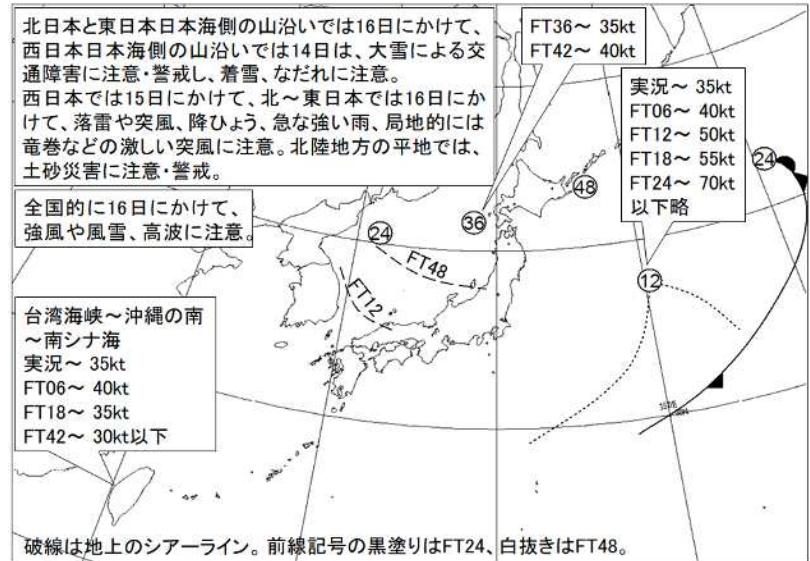 北日本と東日本日本海側の山沿いでは16日にかけて、
西日本日本海側の山沿いでは14日は、大雪による交
通障害に注意・警戒し、着雪、なだれに注意。
西日本では15日にかけて、北～東日本では16日にか
けて、落雷や突風、降ひょう、急な強い雨、局地的には
竜巻などの激しい突風に注意。北陸地方の平地では、
土砂災害に注意・警戒。
全国的に16日にかけて、
強風や風雪、高波に注意。
FT36～ 35kt
FT42～ 40kt
実況～ 35kt
FT06～ 40kt
FT12～ 50kt
FT18～ 55kt
FT24～ 70kt
以下略
24
48
36
24
12
FT48
FT12
台湾海峡～沖縄の南
～南シナ海
実況～ 35kt
FT06～ 40kt
FT18～ 35kt
FT42～ 30kt以下
破線は地上のシアーライン。前線記号の黒塗りはFT24、白抜きはFT48。